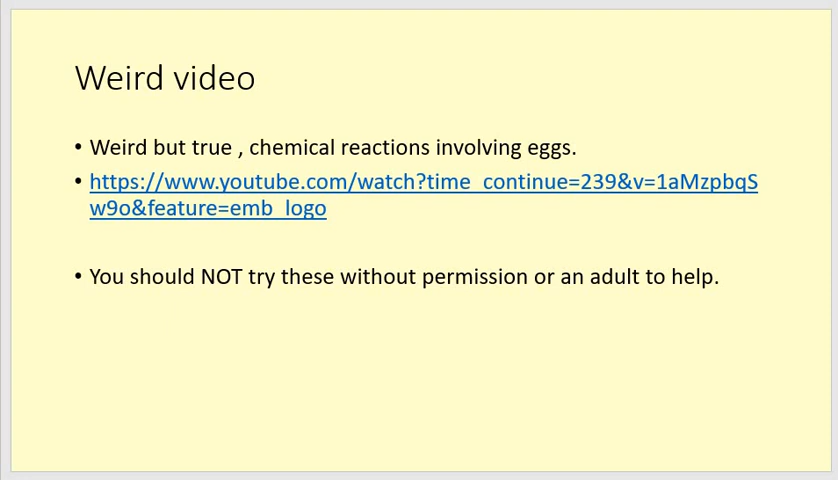 Weird video
• Weird but true , chemical reactions involving eggs.
• https://www.youtube.com/watch?time_continue=239&v=1aMzpbqS
w9o&feature=emb_logo
• You should NOT try these without permission or an adult to help.